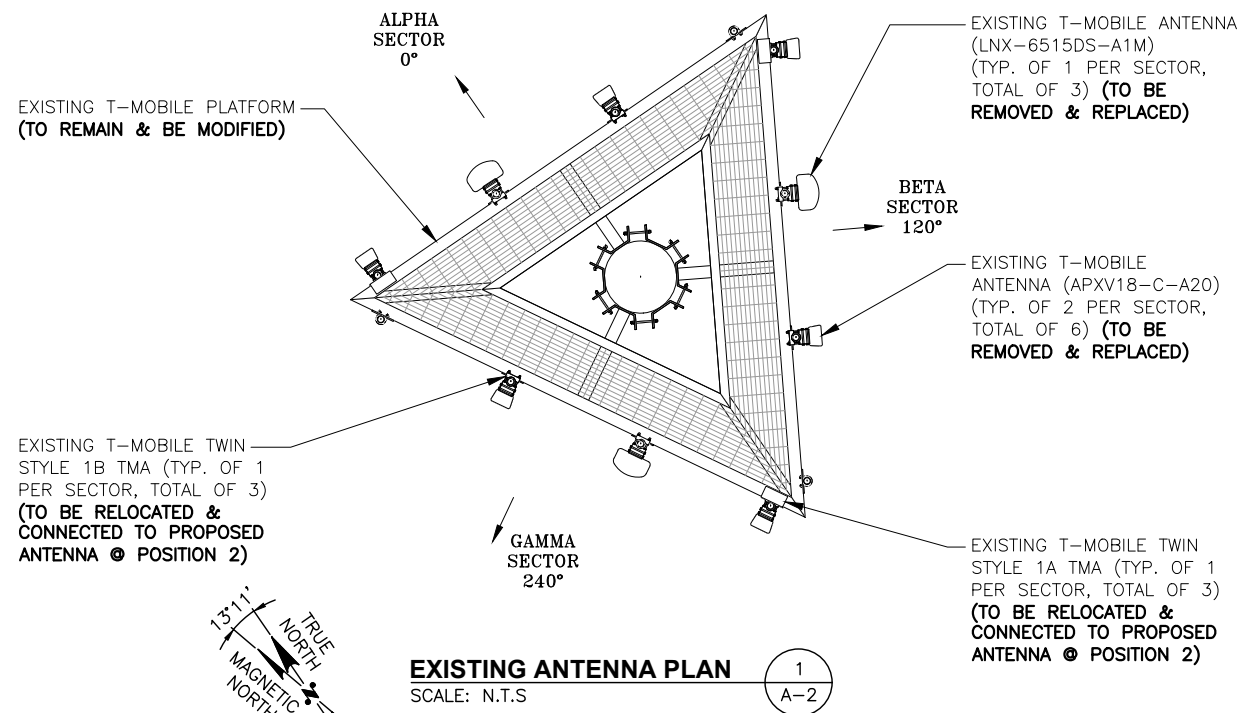 ALPHA
SECTOR
0°
EXISTING T-MOBILE PLATFORM
(TO REMAIN & BE MODIFIED)
EXISTING T-MOBILE ANTENNA
(LNX-6515DS-A1M)
(TYP. OF 1 PER SECTOR,
TOTAL OF 3) (TO BE
REMOVED & REPLACED)
BETA
SECTOR
120°
EXISTING T-MOBILE
ANTENNA (APXV18-C-A20)
(TYP. OF 2 PER SECTOR,
TOTAL OF 6) (TO BE
REMOVED & REPLACED)
EXISTING T-MOBILE TWIN
STYLE 1B TMA (TYP. OF 1
PER SECTOR, TOTAL OF 3)
(TO BE RELOCATED &
CONNECTED TO PROPOSED
ANTENNA @ POSITION 2)
GAMMA
SECTOR
240°
EXISTING T-MOBILE TWIN
STYLE 1A TMA (TYP. OF 1
PER SECTOR, TOTAL OF 3)
(TO BE RELOCATED &
CONNECTED TO PROPOSED
ANTENNA @ POSITION 2)
13°11'
TRUE
NORTH
MAGNETIC
NORTH
N
EXISTING ANTENNA PLAN
SCALE: N.T.S
1
A-2